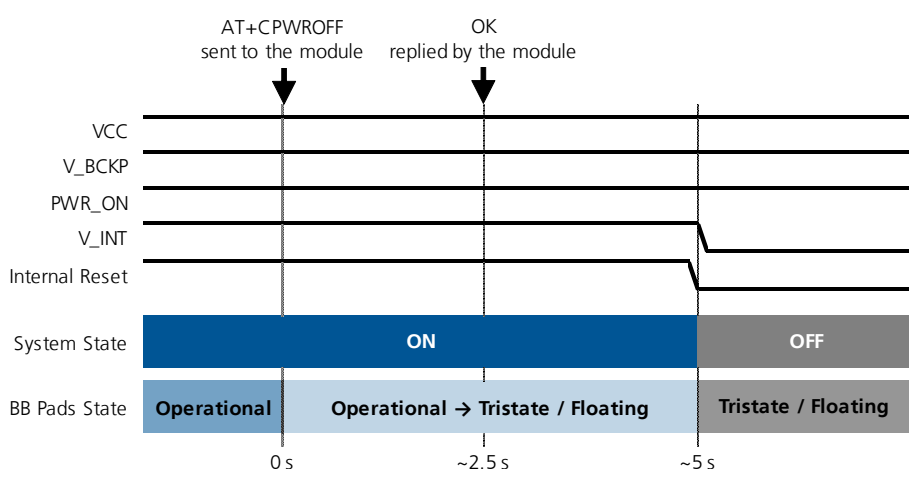 AT+CPWROFF
sent to the module
OK
replied by the module
VCC
V_BCKP
PWR_ON
V_INT
Internal Reset
System State
ON
OFF
BB Pads State
Operational
Operational → Tristate / Floating
Tristate / Floating
0 s
~2.5 s
~5 s